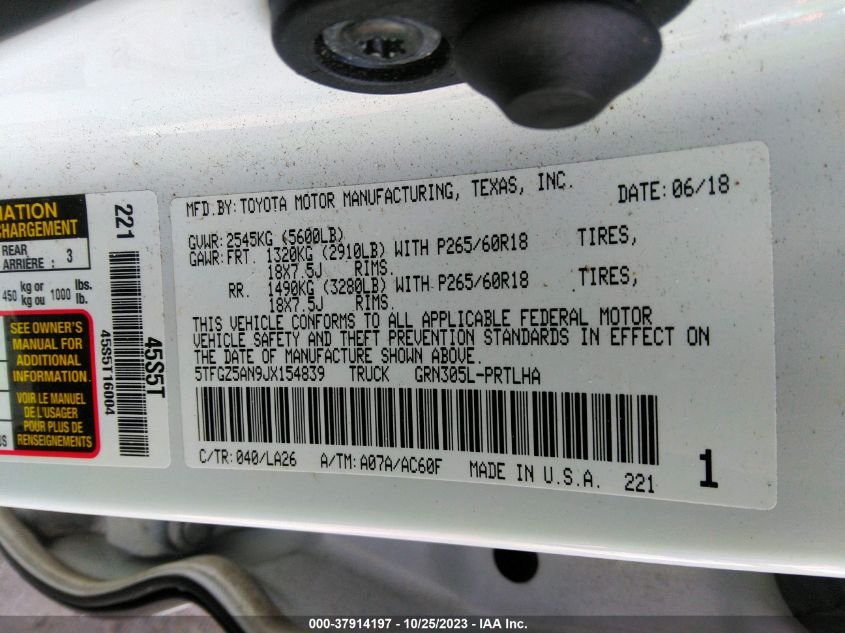 MATION
CHARGEMENT
REAR
ARRIÈRE : 3
450 kg or
kg ou 1000 lbs.
lb.
SEE OWNER'S
MANUAL FOR
ADDITIONAL
INFORMATION
VOIR LE MANUEL
DE L'USAGER
POUR PLUS DE
RENSEIGNEMENTS
US
221
45S5T
45S5T16004
MFD.BY:TOYOTA MOTOR MANUFACTURING, TEXAS, INC. DATE:06/18
GVWR:2545KG (5600LB)
GAWR:FRT. 1320KG (2910LB) WITH P265/60R18 TIRES,
18X7.5J RIMS.
RR. 1490KG (3280LB) WITH P265/60R18 TIRES,
18X7.5J RIMS.
THIS VEHICLE CONFORMS TO ALL APPLICABLE FEDERAL MOTOR
VEHICLE SAFETY AND THEFT PREVENTION STANDARDS IN EFFECT ON
THE DATE OF MANUFACTURE SHOWN ABOVE.
5TFGZ5AN9JX154839 TRUCK GRN305L-PRTLHA
C/TR:040/LA26 A/TM:A07A/AC60F MADE IN U.S.A. 221 1
000-37914197 - 10/25/2023 - IAA Inc.